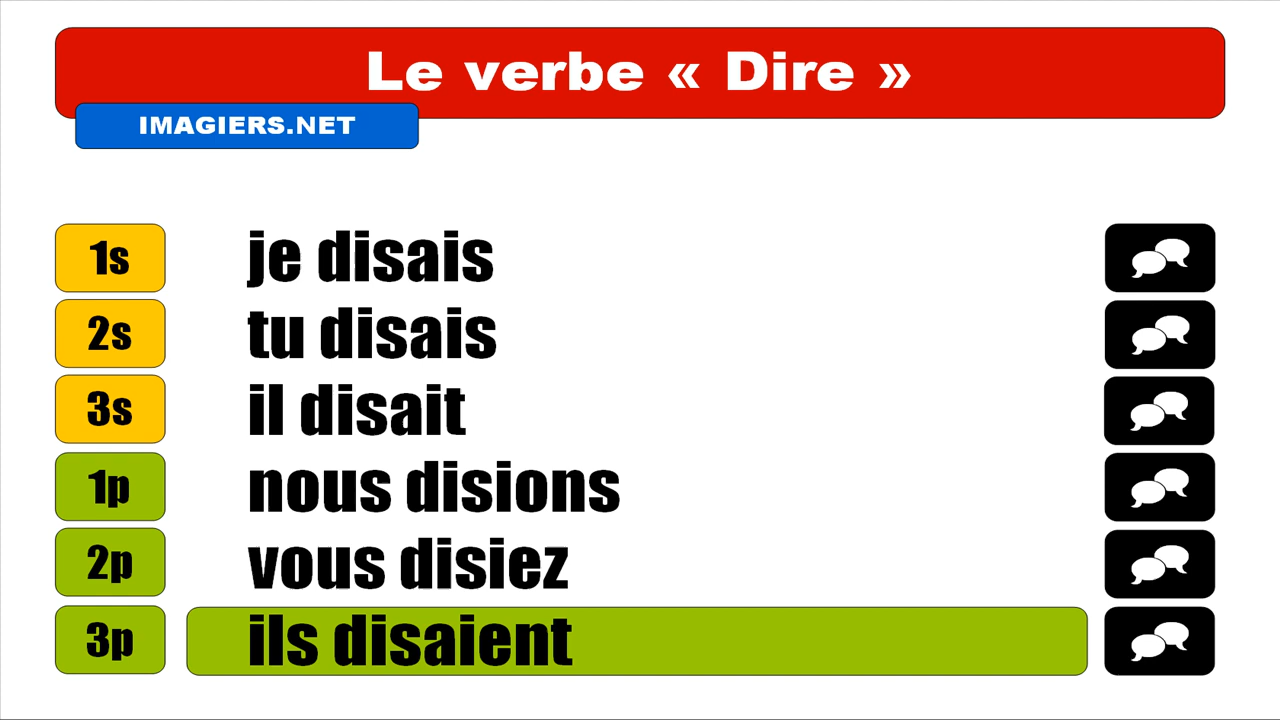 Le verbe « Dire »
IMAGIERS.NET
1s je disais
2s tu disais
3s il disait
1p nous disions
2p vous disiez
3p ils disaient